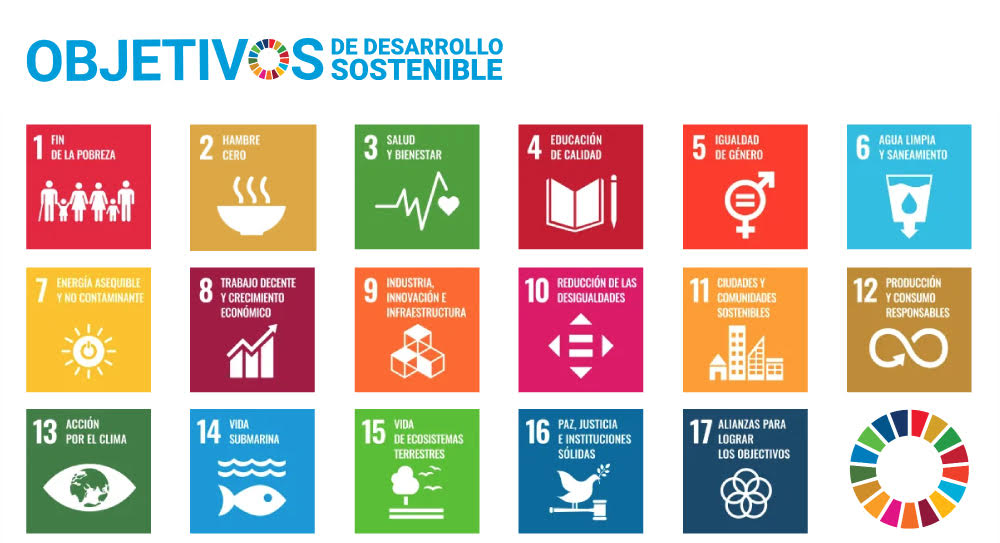 OBJETIVOS DE DESARROLLO
SOSTENIBLE
1 FIN
DE LA POBREZA
2 HAMBRE
CERO
3 SALUD
Y BIENESTAR
4 EDUCACIÓN
DE CALIDAD
5 IGUALDAD
DE GÉNERO
6 AGUA LIMPIA
Y SANEAMIENTO
7 ENERGÍA ASEQUIBLE
Y NO CONTAMINANTE
8 TRABAJO DECENTE
Y CRECIMIENTO
ECONÓMICO
9 INDUSTRIA,
INNOVACIÓN E
INFRAESTRUCTURA
10 REDUCCIÓN DE LAS
DESIGUALDADES
11 CIUDADES Y
COMUNIDADES
SOSTENIBLES
12 PRODUCCIÓN
Y CONSUMO
RESPONSABLES
13 ACCIÓN
POR EL CLIMA
14 VIDA
SUBMARINA
15 VIDA
DE ECOSISTEMAS
TERRESTRES
16 PAZ, JUSTICIA
E INSTITUCIONES
SÓLIDAS
17 ALIANZAS PARA
LOGRAR
LOS OBJECTIVOS